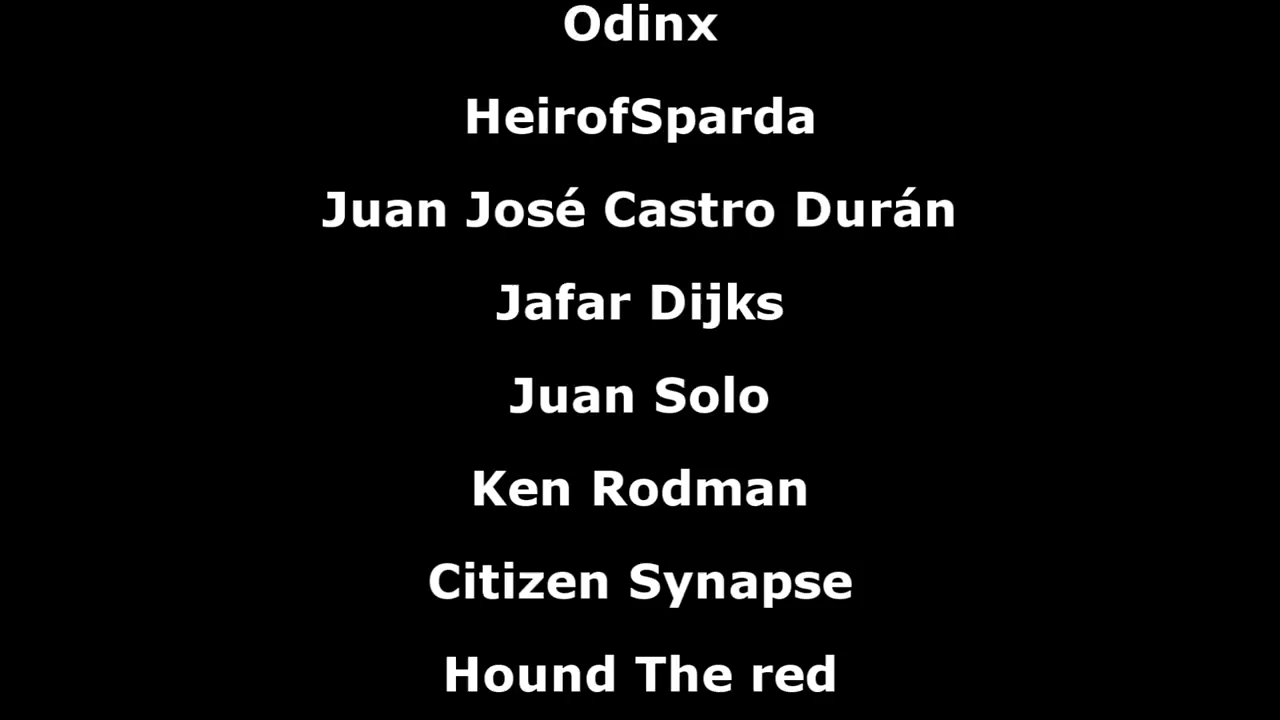 Odinx
HeirofSparda
Juan José Castro Durán
Jafar Dijks
Juan Solo
Ken Rodman
Citizen Synapse
Hound The red